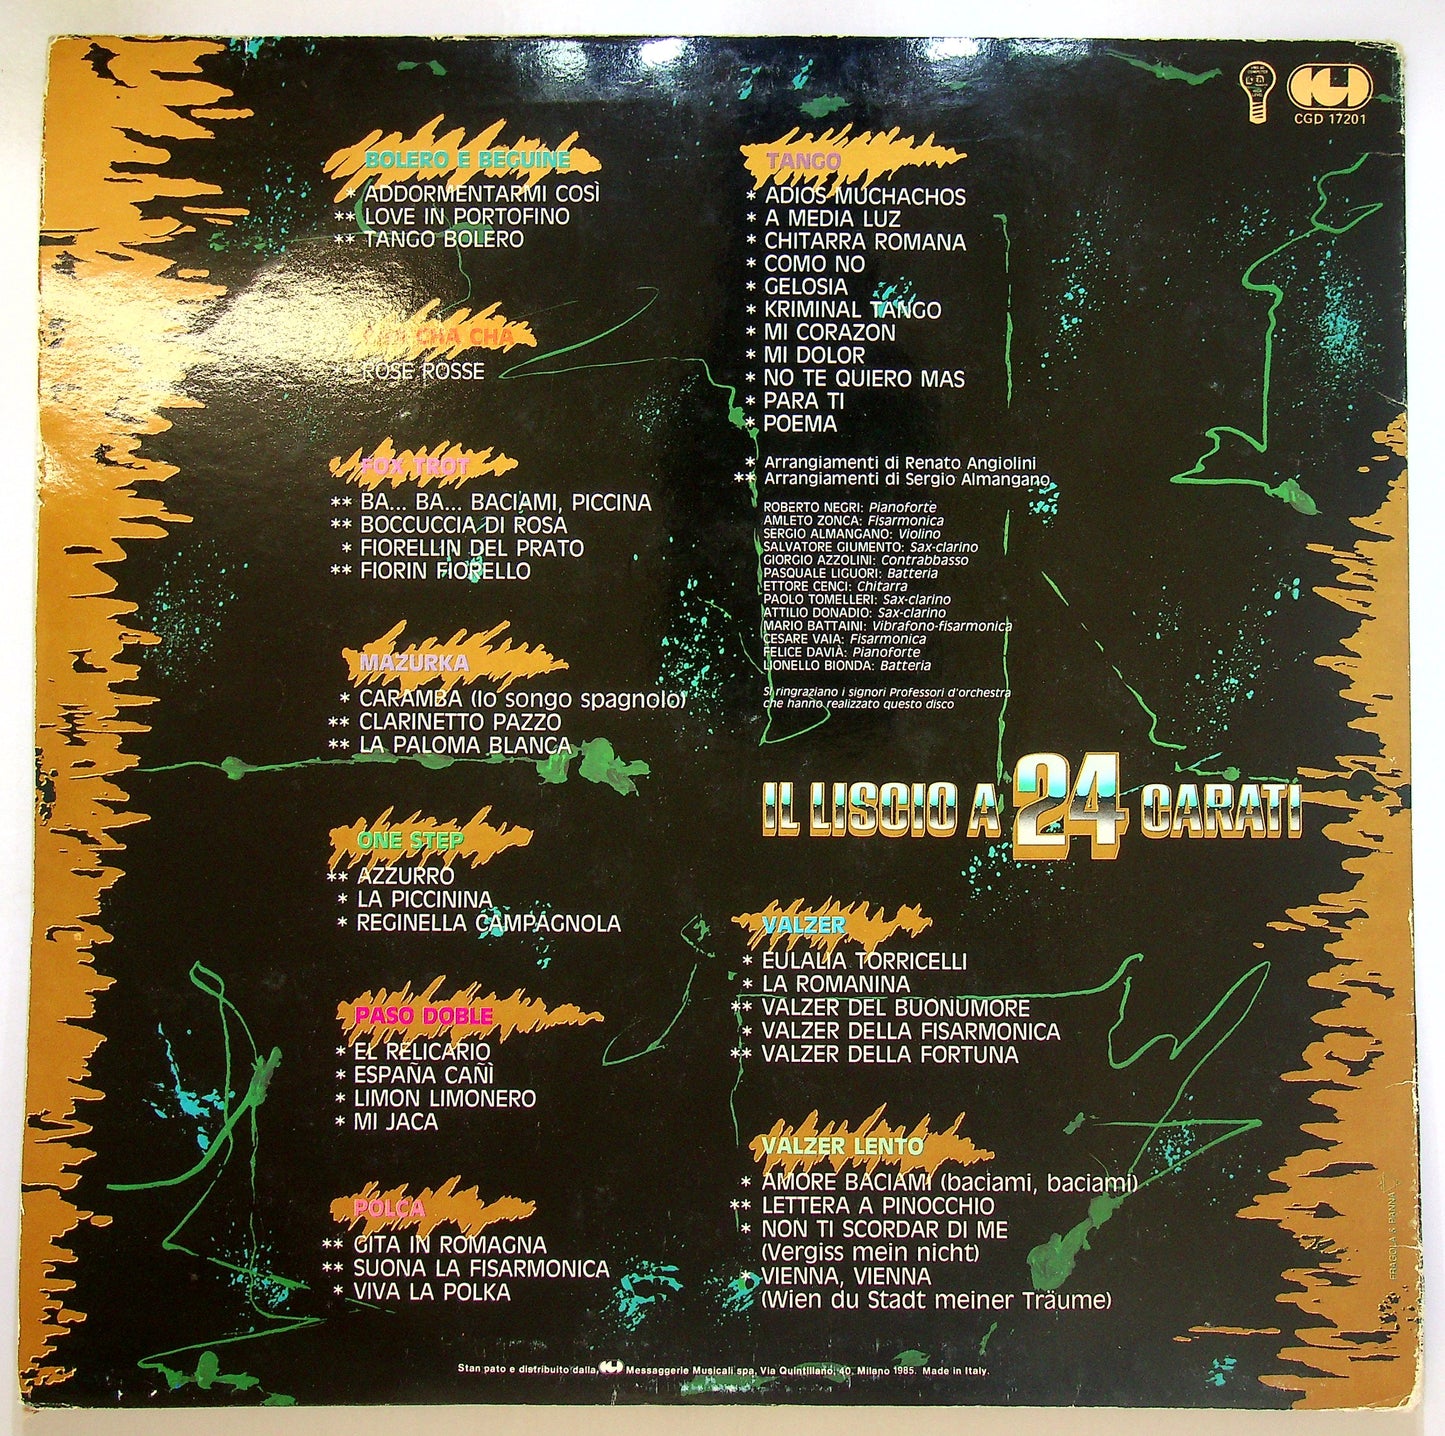 CGD 17201
BOLERO E BEGUINE
* ADDORMENTARMI COSÌ
** LOVE IN PORTOFINO
** TANGO BOLERO
CHA CHA
** ROSE ROSSE
FOX TROT
** BA... BA... BACIAMI, PICCINA
** BOCCUCCIA DI ROSA
* FIORELLIN DEL PRATO
** FIORIN FIORELLO
MAZURKA
* CARAMBA (Io songo spagnolo)
** CLARINETTO PAZZO
** LA PALOMA BLANCA
ONE STEP
** AZZURRO
* LA PICCININA
* REGINELLA CAMPAGNOLA
PASO DOBLE
* EL RELICARIO
* ESPAÑA CAÑÌ
* LIMON LIMONERO
* MI JACA
POLCA
** GITA IN ROMAGNA
** SUONA LA FISARMONICA
* VIVA LA POLKA
TANGO
* ADIOS MUCHACHOS
* A MEDIA LUZ
* CHITARRA ROMANA
* COMO NO
* GELOSIA
* KRIMINAL TANGO
* MI CORAZON
* MI DOLOR
* NO TE QUIERO MAS
* PARA TI
* POEMA
* Arrangiamenti di Renato Angiolini
** Arrangiamenti di Sergio Almangano
ROBERTO NEGRI: Pianoforte
AMLETO ZONCA: Fisarmonica
SERGIO ALMANGANO: Violino
SALVATORE GIUMENTO: Sax-clarino
GIORGIO AZZOLINI: Contrabbasso
PASQUALE LIGUORI: Batteria
ETTORE CENCI: Chitarra
PAOLO TOMELLERI: Sax-clarino
ATTILIO DONADIO: Sax-clarino
MARIO BATTAINI: Vibrafono-fisarmonica
CESARE VAIA: Fisarmonica
FELICE DAVIÀ: Pianoforte
LIONELLO BIONDA: Batteria
Si ringraziano i signori Professori d'orchestra
che hanno realizzato questo disco
IL LISCIO A 24 CARATI
VALZER
* EULALIA TORRICELLI
* LA ROMANINA
** VALZER DEL BUONUMORE
* VALZER DELLA FISARMONICA
** VALZER DELLA FORTUNA
VALZER LENTO
* AMORE BACIAMI (baciami, baciami)
** LETTERA A PINOCCHIO
* NON TI SCORDAR DI ME
(Vergiss mein nicht)
* VIENNA, VIENNA
(Wien du Stadt meiner Träume)
FRAGOLA & PANNA
Stampato e distribuito dalla Messaggerie Musicali spa, Via Quintiliano, 40, Milano 1985. Made in Italy.